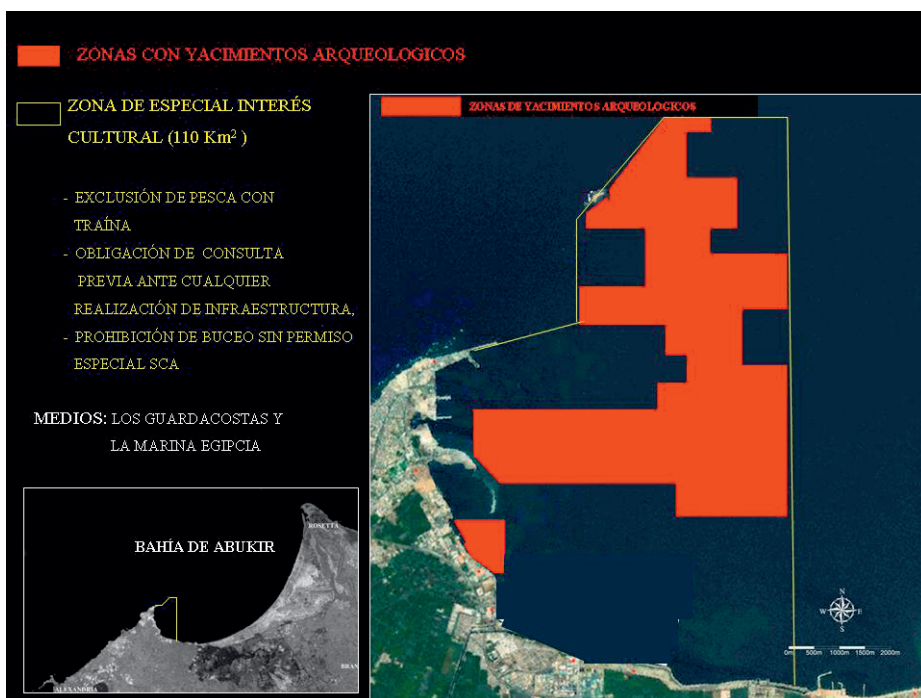 ZONAS CON YACIMIENTOS ARQUEOLOGICOS
ZONA DE ESPECIAL INTERÉS
CULTURAL (110 Km² )
- EXCLUSIÓN DE PESCA CON
TRAÍNA
- OBLIGACIÓN DE CONSULTA
PREVIA ANTE CUALQUIER
REALIZACIÓN DE INFRAESTRUCTURA,
- PROHIBICIÓN DE BUCEO SIN PERMISO
ESPECIAL SCA
MEDIOS: LOS GUARDACOSTAS Y
LA MARINA EGIPCIA
BAHÍA DE ABUKIR
ROSETTA
BRAN
ALEXANDRIA
ZONAS DE YACIMIENTOS ARQUEOLOGICOS
N
W E
S
0m 500m 1000m 1500m 2000m